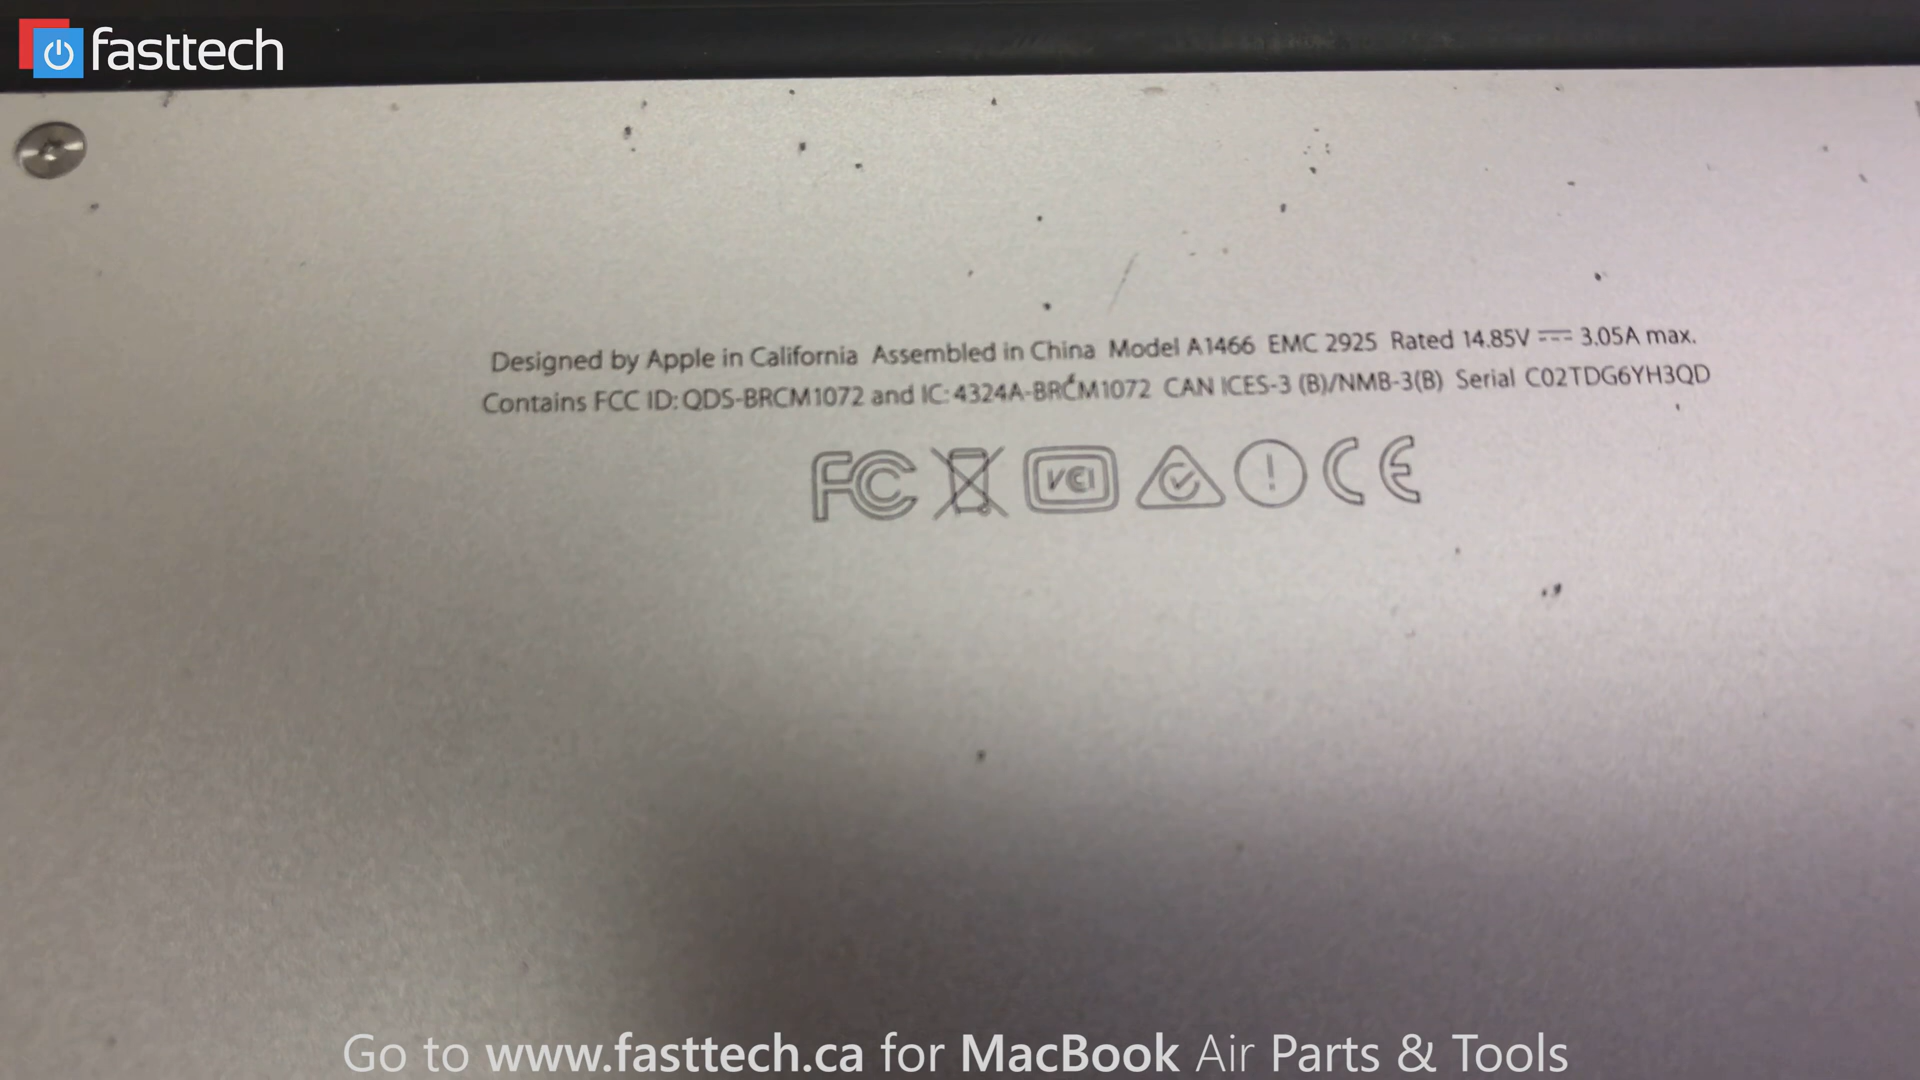 fasttech
Designed by Apple in California Assembled in China Model A1466 EMC 2925 Rated 14.85V ⎓ 3.05A max.
Contains FCC ID: QDS-BRCM1072 and IC: 4324A-BRCM1072 CAN ICES-3 (B)/NMB-3(B) Serial C02TDG6YH3QD
FC VCI ! CE
Go to www.fasttech.ca for MacBook Air Parts & Tools